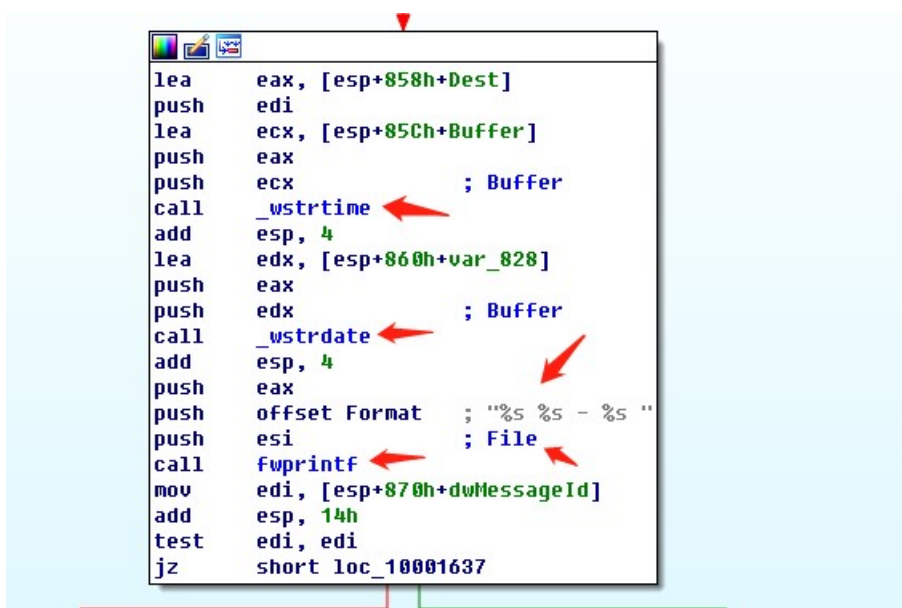 lea     eax, [esp+858h+Dest]
push    edi
lea     ecx, [esp+85Ch+Buffer]
push    eax
push    ecx             ; Buffer
call    _wstrtime
add     esp, 4
lea     edx, [esp+860h+var_828]
push    eax
push    edx             ; Buffer
call    _wstrdate
add     esp, 4
push    eax
push    offset Format   ; "%s %s - %s "
push    esi             ; File
call    fwprintf
mov     edi, [esp+870h+dwMessageId]
add     esp, 14h
test    edi, edi
jz      short loc_10001637